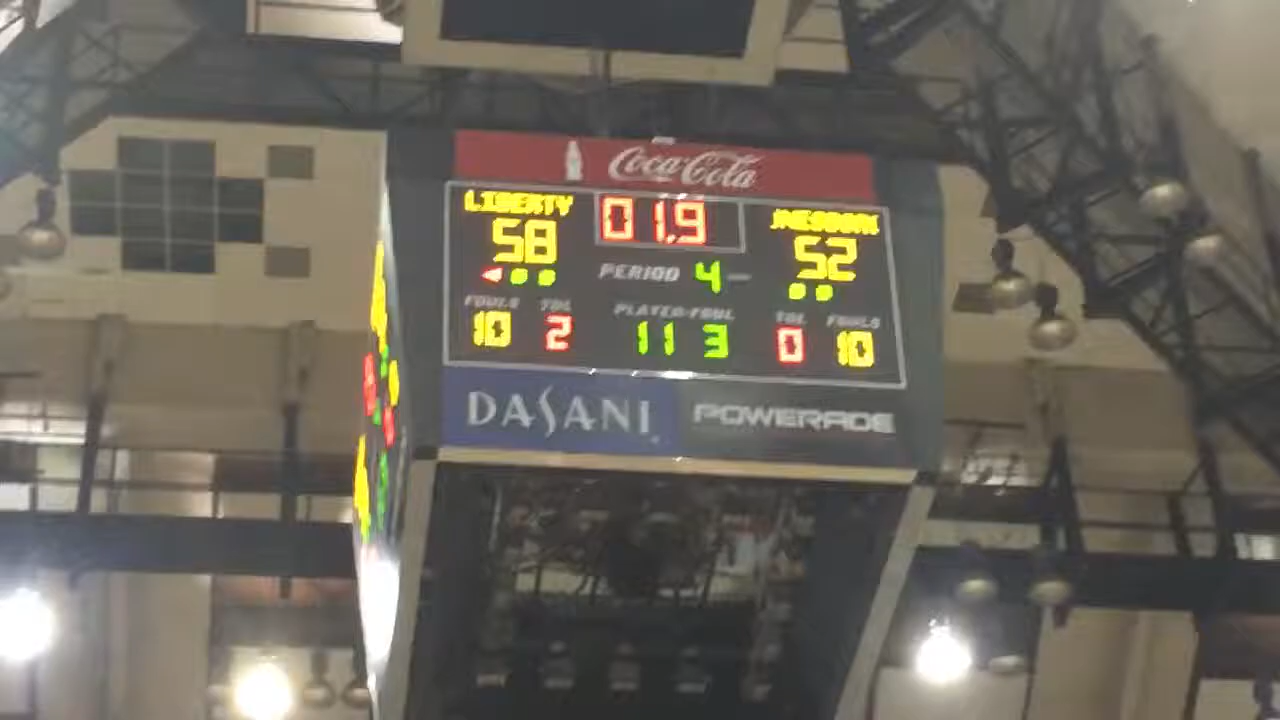 Coca-Cola
LIBERTY 01.9
58 52
PERIOD 4
FOULS TOL PLAYER-FOUL TOL FOULS
10 2 11 3 0 10
DASANI POWERADE